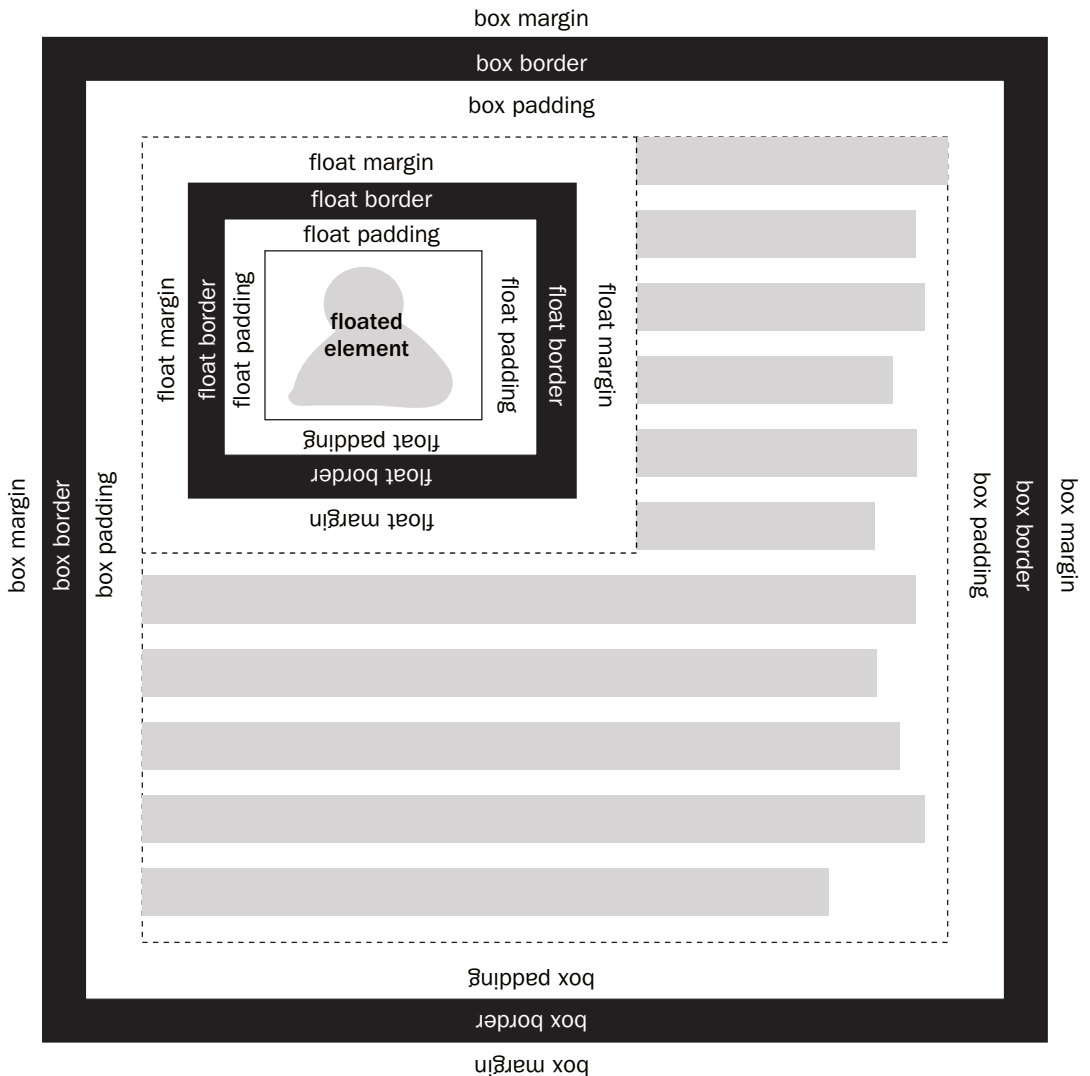 box margin
box border
box padding
float margin
float border
float padding
float margin
float border
float padding
floated
element
float padding
float border
float margin
float padding
float border
float margin
box margin
box border
box padding
box padding
box border
box margin
box padding
box border
box margin